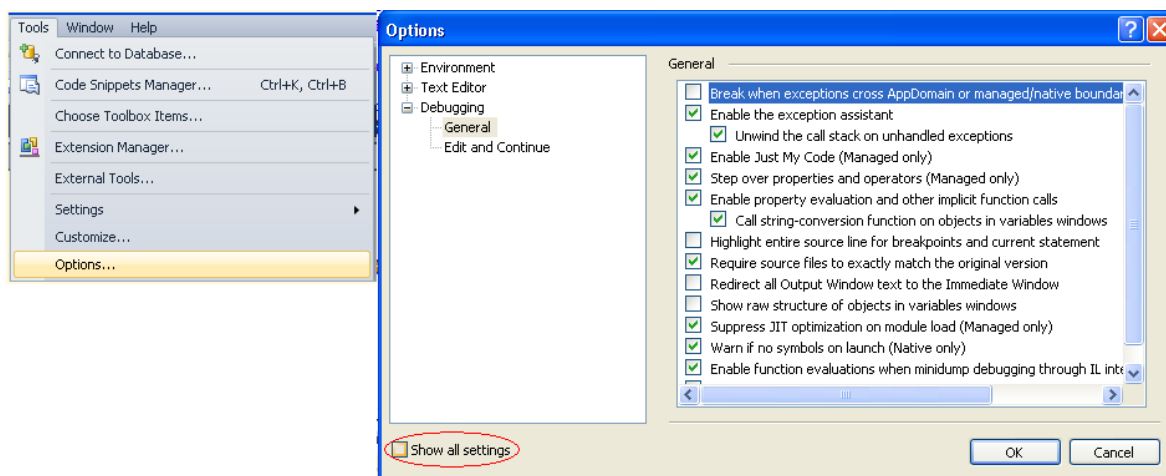 Tools Window Help
Connect to Database...
Code Snippets Manager... Ctrl+K, Ctrl+B
Choose Toolbox Items...
Extension Manager...
External Tools...
Settings
Customize...
Options...
Options
Environment
Text Editor
Debugging
General
Edit and Continue
General
Break when exceptions cross AppDomain or managed/native boundar
Enable the exception assistant
Unwind the call stack on unhandled exceptions
Enable Just My Code (Managed only)
Step over properties and operators (Managed only)
Enable property evaluation and other implicit function calls
Call string-conversion function on objects in variables windows
Highlight entire source line for breakpoints and current statement
Require source files to exactly match the original version
Redirect all Output Window text to the Immediate Window
Show raw structure of objects in variables windows
Suppress JIT optimization on module load (Managed only)
Warn if no symbols on launch (Native only)
Enable function evaluations when minidump debugging through IL inte
Show all settings
OK Cancel